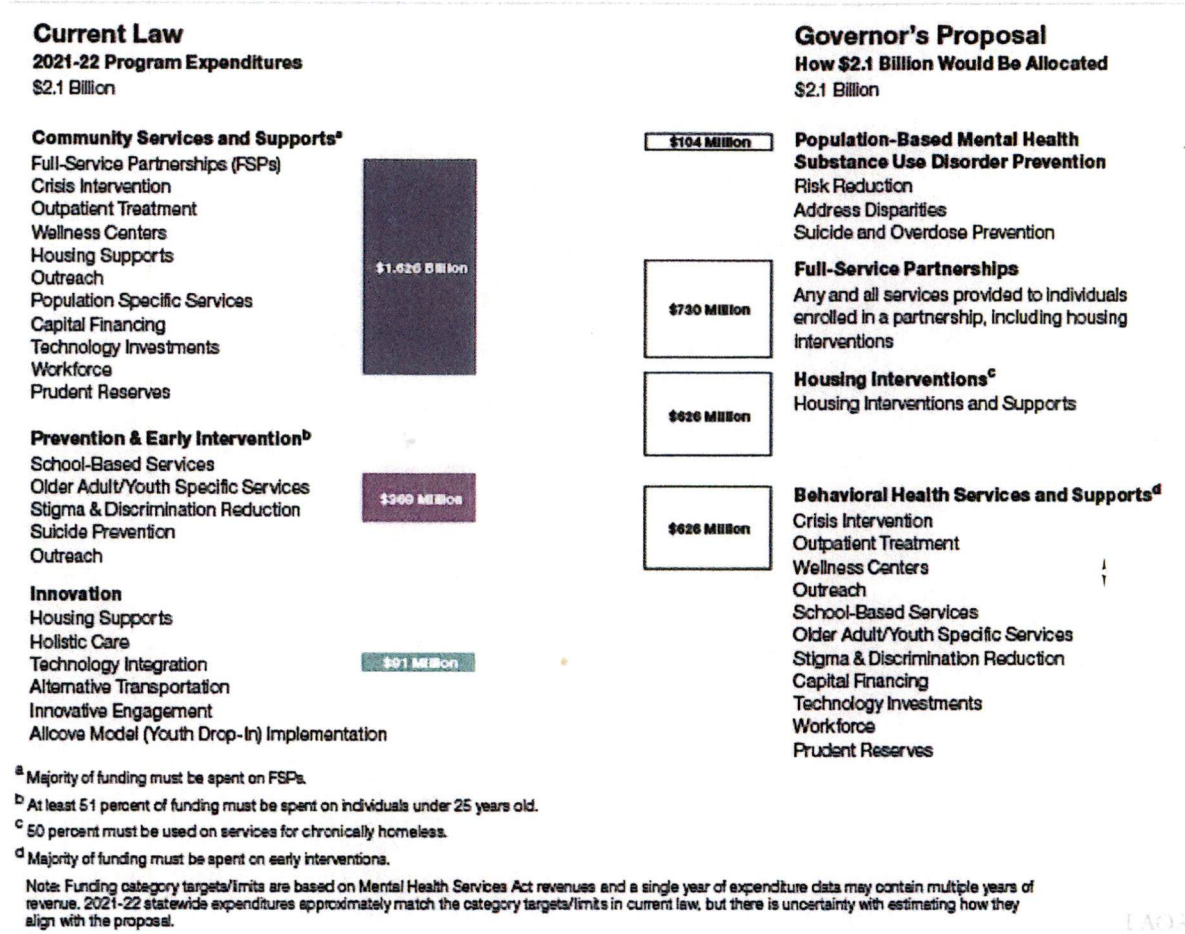 Current Law
2021-22 Program Expenditures
$2.1 Billion
Community Services and Supportsᵃ
Full-Service Partnerships (FSPs)
Crisis Intervention
Outpatient Treatment
Wellness Centers
Housing Supports
Outreach
Population Specific Services
Capital Financing
Technology Investments
Workforce
Prudent Reserves
$1.626 Billion
Prevention & Early Interventionᵇ
School-Based Services
Older Adult/Youth Specific Services
Stigma & Discrimination Reduction
Suicide Prevention
Outreach
$369 Million
Innovation
Housing Supports
Holistic Care
Technology Integration
Alternative Transportation
Innovative Engagement
Allcove Model (Youth Drop-In) Implementation
$91 Million
Governor's Proposal
How $2.1 Billion Would Be Allocated
$2.1 Billion
$104 Million
Population-Based Mental Health
Substance Use Disorder Prevention
Risk Reduction
Address Disparities
Suicide and Overdose Prevention
$730 Million
Full-Service Partnerships
Any and all services provided to individuals
enrolled in a partnership, including housing
interventions
$626 Million
Housing Interventionsᶜ
Housing Interventions and Supports
$626 Million
Behavioral Health Services and Supportsᵈ
Crisis Intervention
Outpatient Treatment
Wellness Centers
Outreach
School-Based Services
Older Adult/Youth Specific Services
Stigma & Discrimination Reduction
Capital Financing
Technology Investments
Workforce
Prudent Reserves
ᵃ Majority of funding must be spent on FSPs.
ᵇ At least 51 percent of funding must be spent on individuals under 25 years old.
ᶜ 50 percent must be used on services for chronically homeless.
ᵈ Majority of funding must be spent on early interventions.
Note: Funding category targets/limits are based on Mental Health Services Act revenues and a single year of expenditure data may contain multiple years of
revenue. 2021-22 statewide expenditures approximately match the category targets/limits in current law, but there is uncertainty with estimating how they
align with the proposal.